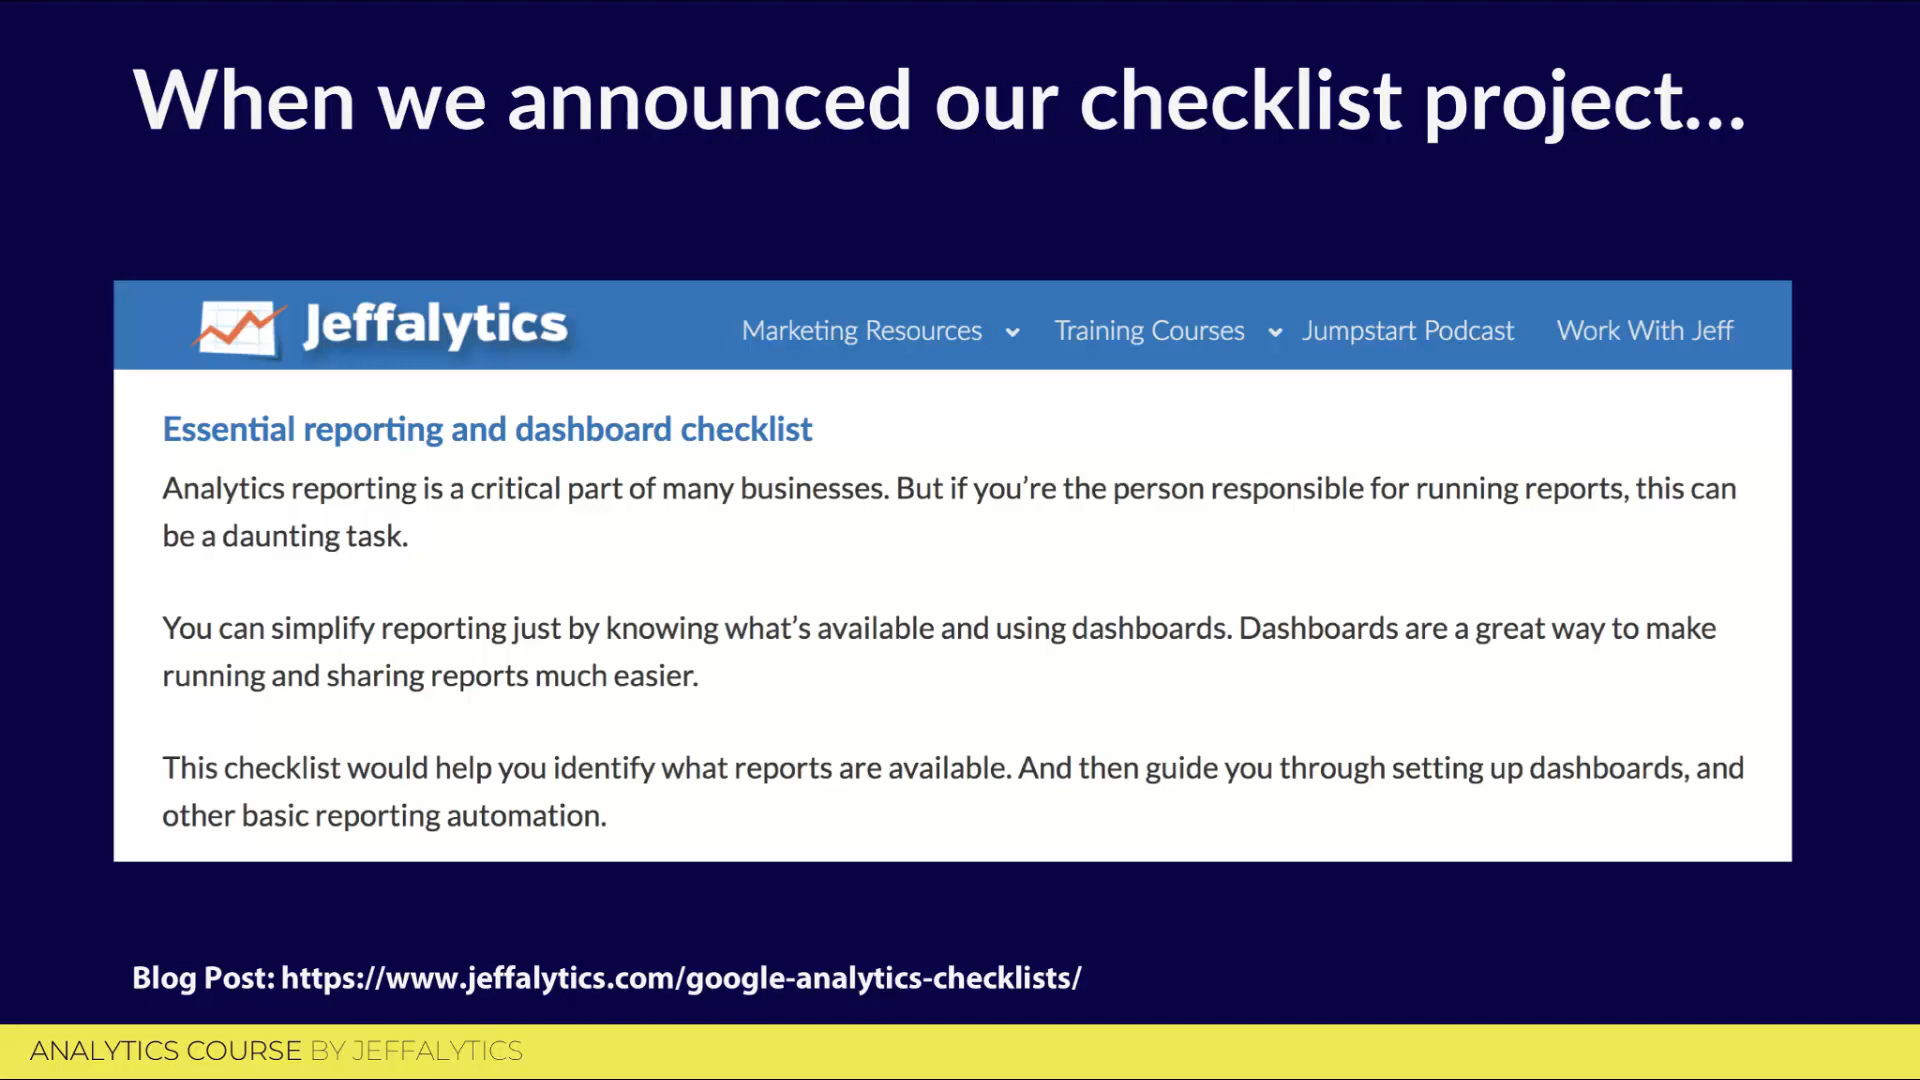 When we announced our checklist project...
Jeffalytics
Marketing Resources Training Courses Jumpstart Podcast Work With Jeff
Essential reporting and dashboard checklist
Analytics reporting is a critical part of many businesses. But if you’re the person responsible for running reports, this can
be a daunting task.
You can simplify reporting just by knowing what’s available and using dashboards. Dashboards are a great way to make
running and sharing reports much easier.
This checklist would help you identify what reports are available. And then guide you through setting up dashboards, and
other basic reporting automation.
Blog Post: https://www.jeffalytics.com/google-analytics-checklists/
ANALYTICS COURSE BY JEFFALYTICS